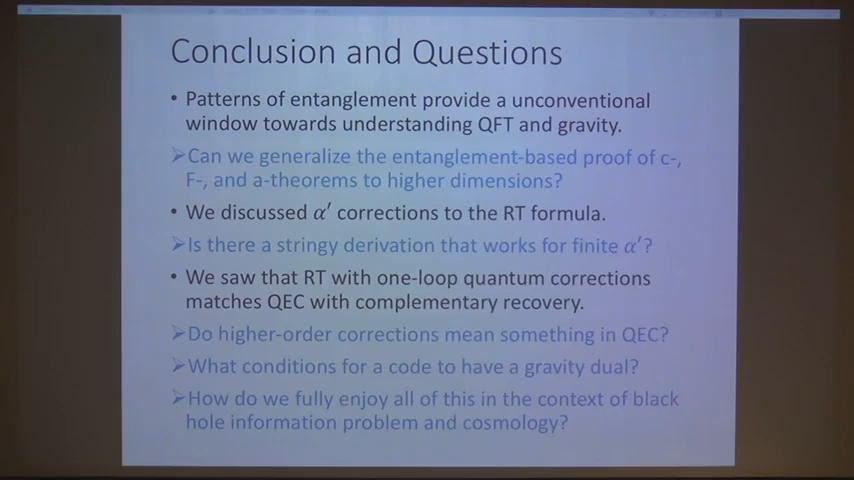 Conclusion and Questions
• Patterns of entanglement provide a unconventional
window towards understanding QFT and gravity.
➢Can we generalize the entanglement-based proof of c-,
F-, and a-theorems to higher dimensions?
• We discussed α′ corrections to the RT formula.
➢Is there a stringy derivation that works for finite α′?
• We saw that RT with one-loop quantum corrections
matches QEC with complementary recovery.
➢Do higher-order corrections mean something in QEC?
➢What conditions for a code to have a gravity dual?
➢How do we fully enjoy all of this in the context of black
hole information problem and cosmology?